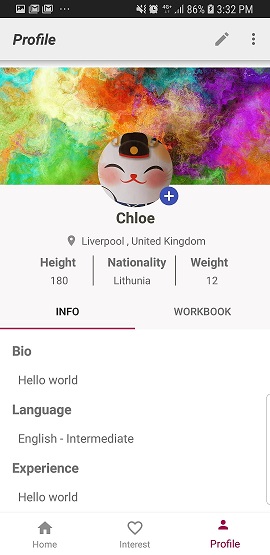 86% 3:32 PM
Profile
Chloe
Liverpool , United Kingdom
Height Nationality Weight
180 Lithunia 12
INFO WORKBOOK
Bio
Hello world
Language
English - Intermediate
Experience
Hello world
Home Interest Profile